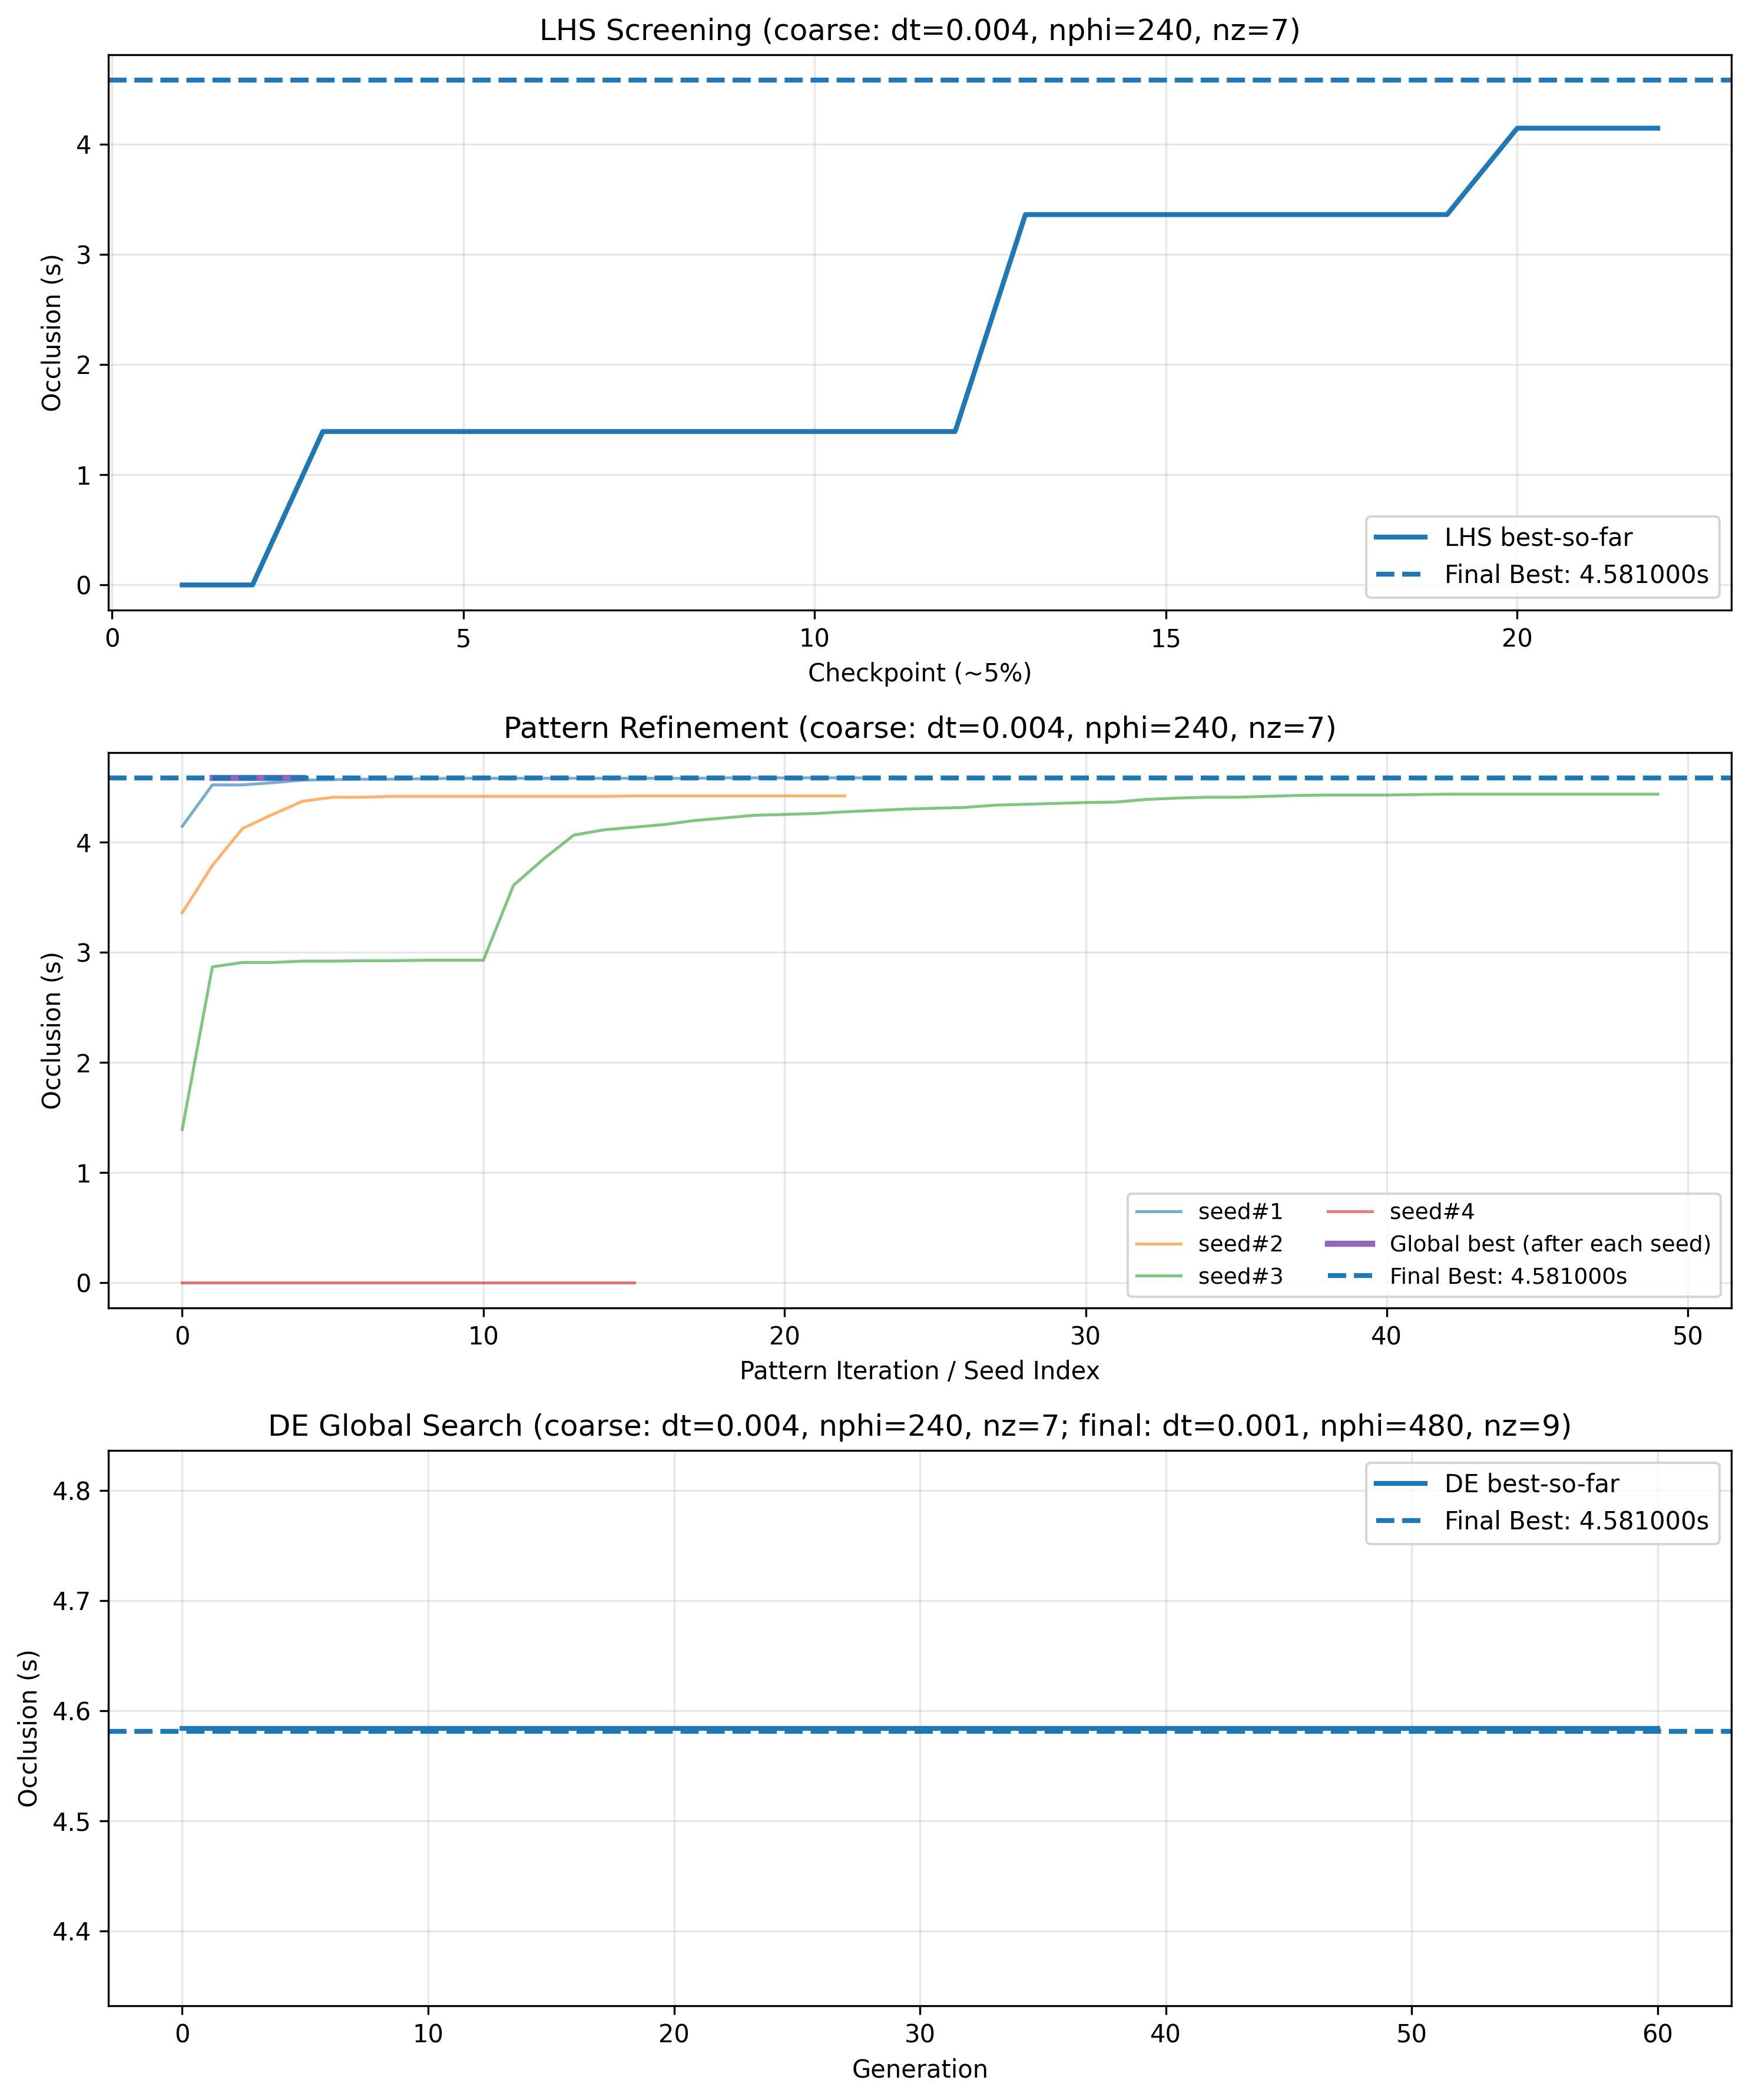 LHS Screening (coarse: dt=0.004, nphi=240, nz=7)
Occlusion (s)
4
3
2
1
0
0 5 10 15 20
Checkpoint (~5%)
LHS best-so-far
Final Best: 4.581000s
Pattern Refinement (coarse: dt=0.004, nphi=240, nz=7)
Occlusion (s)
4
3
2
1
0
0 10 20 30 40 50
Pattern Iteration / Seed Index
seed#1
seed#2
seed#3
seed#4
Global best (after each seed)
Final Best: 4.581000s
DE Global Search (coarse: dt=0.004, nphi=240, nz=7; final: dt=0.001, nphi=480, nz=9)
Occlusion (s)
4.8
4.7
4.6
4.5
4.4
0 10 20 30 40 50 60
Generation
DE best-so-far
Final Best: 4.581000s